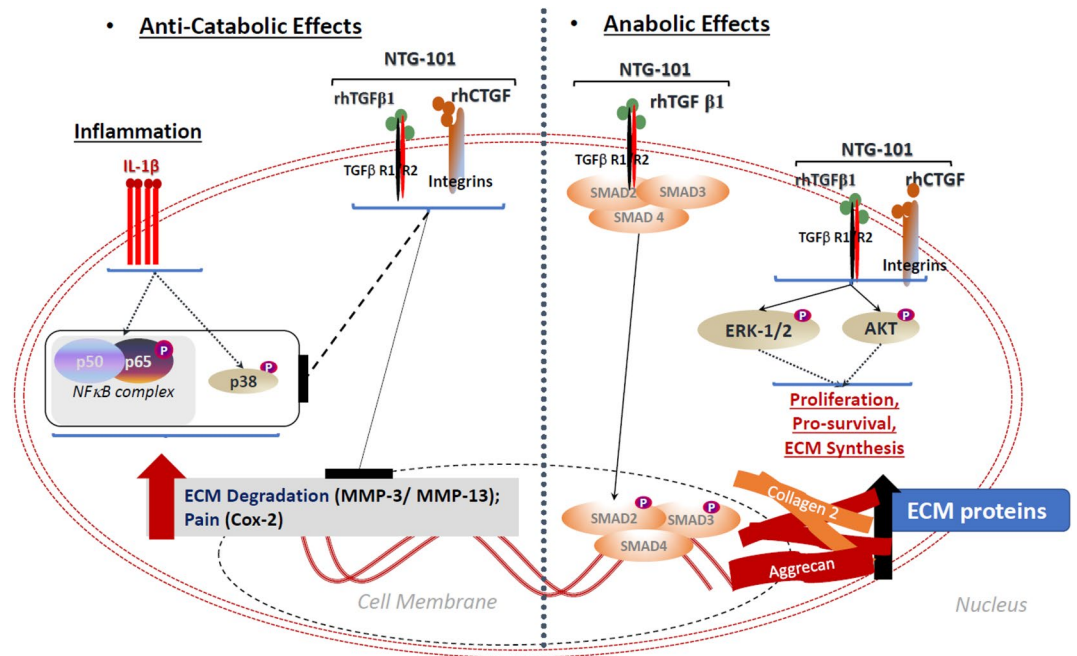 • Anti-Catabolic Effects
NTG-101
rhTGFβ1
rhCTGF
Inflammation
IL-1β
TGFβ R1
R2
Integrins
p50
p65
P
NFκB complex
p38
P
ECM Degradation (MMP-3/ MMP-13);
Pain (Cox-2)
Cell Membrane
• Anabolic Effects
NTG-101
rhTGF β1
TGFβ R1
R2
SMAD2
SMAD3
SMAD 4
NTG-101
rhTGFβ1
rhCTGF
TGFβ R1
R2
Integrins
ERK-1/2
P
AKT
P
Proliferation,
Pro-survival,
ECM Synthesis
SMAD2
P
SMAD3
P
SMAD4
Collagen 2
Aggrecan
ECM proteins
Nucleus